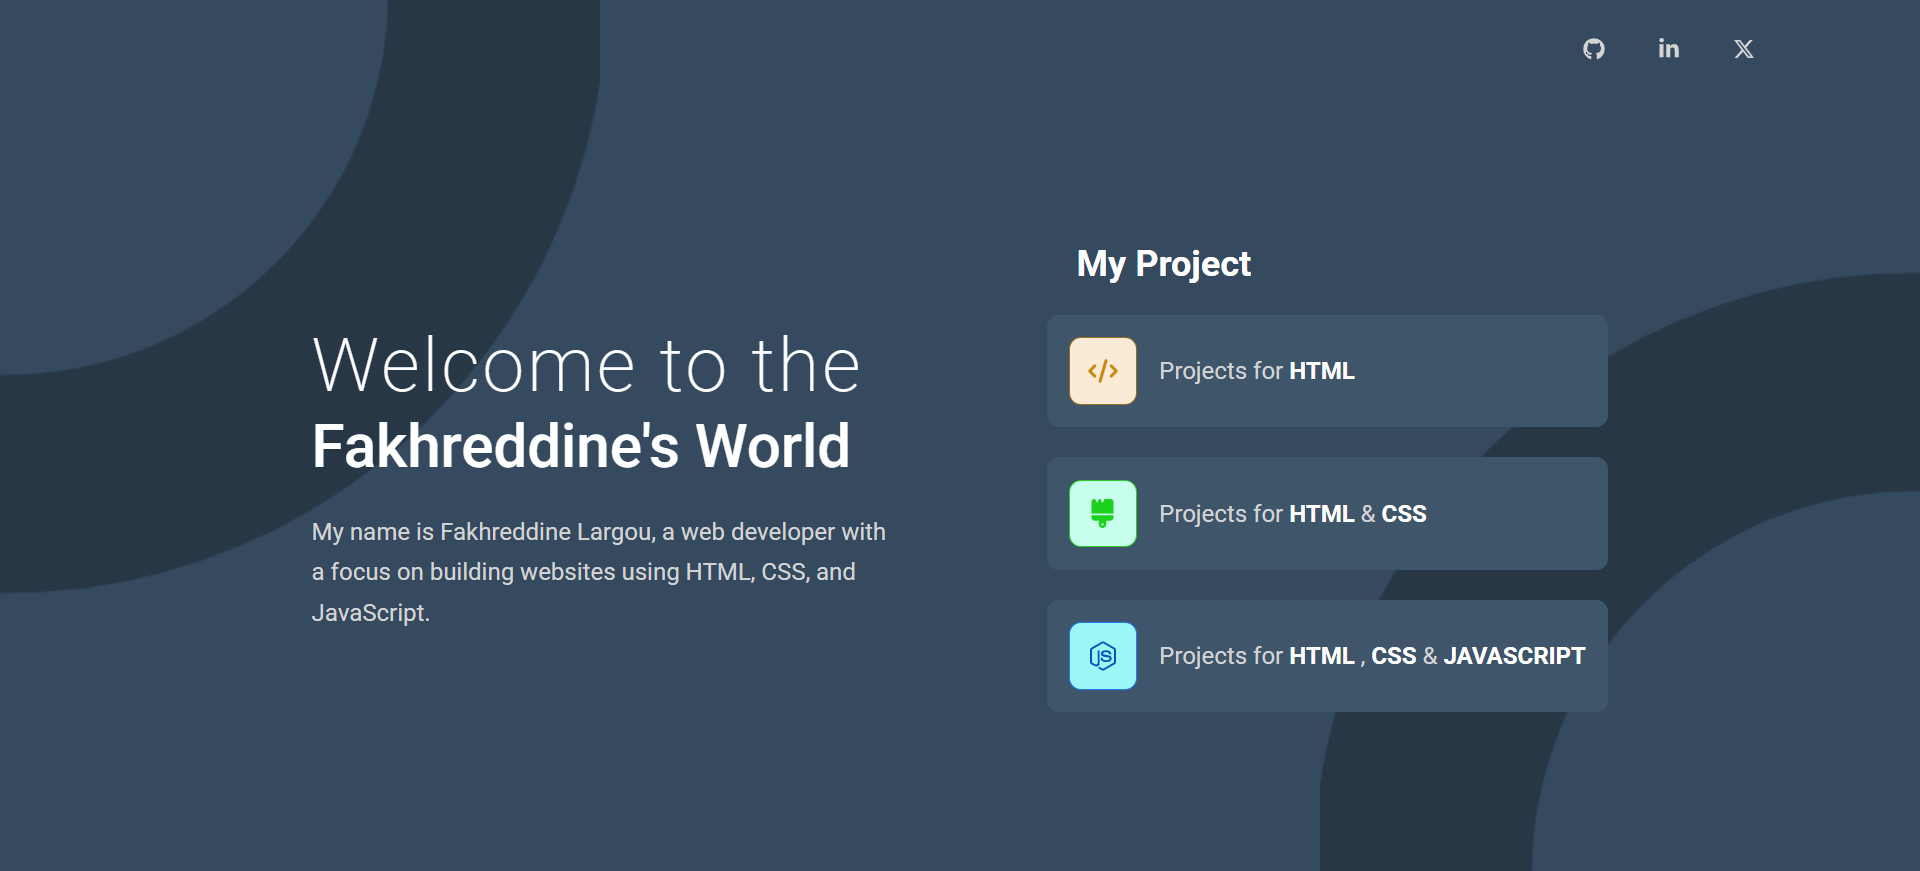 Welcome to the
Fakhreddine's World
My name is Fakhreddine Largou, a web developer with
a focus on building websites using HTML, CSS, and
JavaScript.
My Project
Projects for HTML
Projects for HTML & CSS
Projects for HTML , CSS & JAVASCRIPT